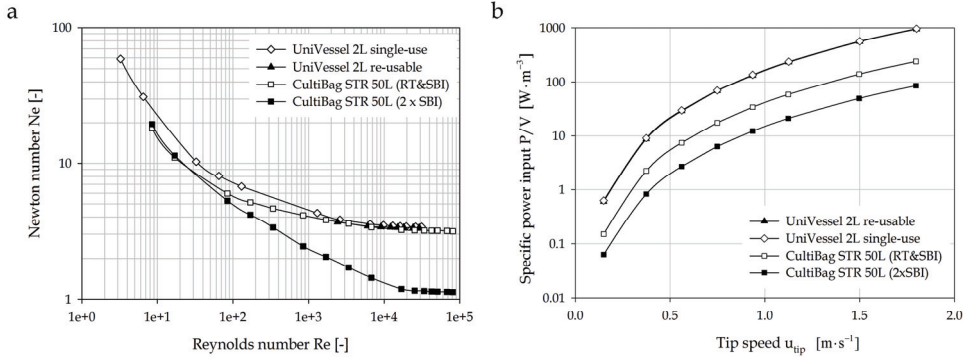 a
100
10
1
Newton number Ne [-]
UniVessel 2L single-use
UniVessel 2L re-usable
CultiBag STR 50L (RT&SBI)
CultiBag STR 50L (2 x SBI)
1e+0 1e+1 1e+2 1e+3 1e+4 1e+5
Reynolds number Re [-]
b
1000
100
10
1
0.1
0.01
Specific power input P/V [W·m⁻³]
UniVessel 2L re-usable
UniVessel 2L single-use
CultiBag STR 50L (RT&SBI)
CultiBag STR 50L (2xSBI)
0.0 0.5 1.0 1.5 2.0
Tip speed u_tip [m·s⁻¹]